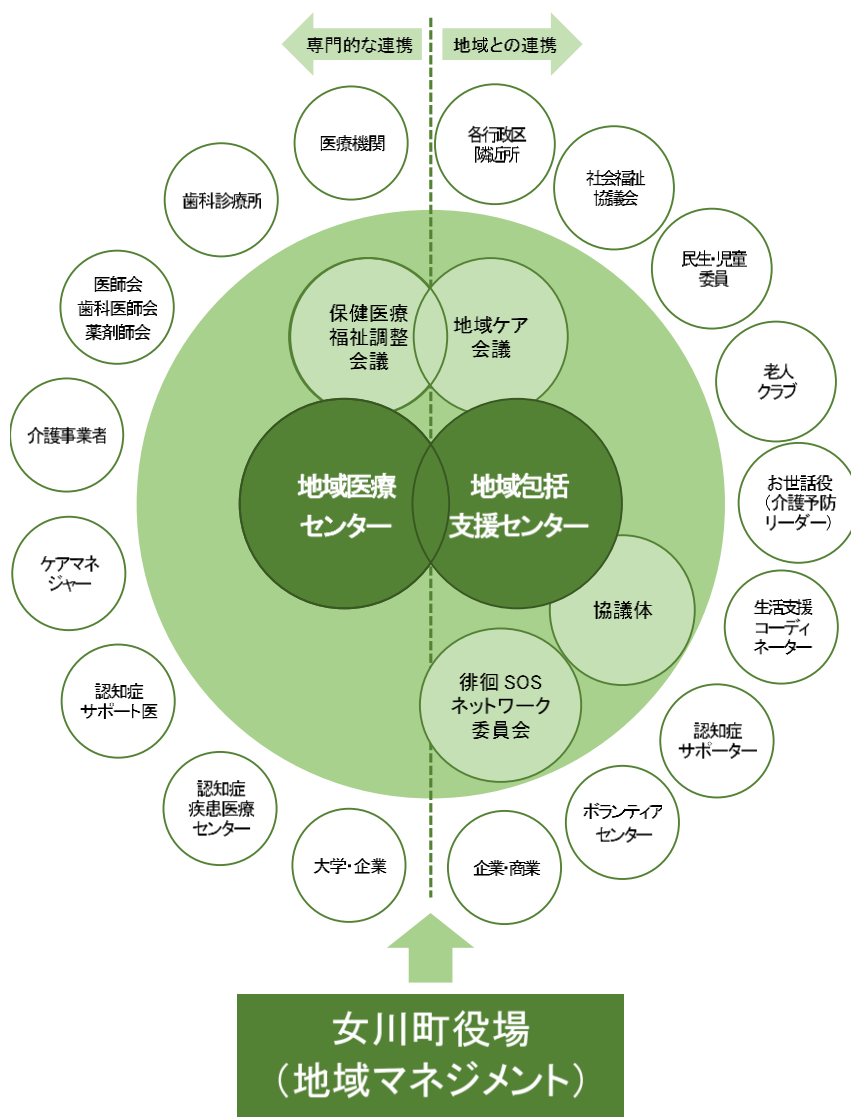 専門的な連携
地域との連携
医療機関
各行政区
隣近所
歯科診療所
社会福祉
協議会
医師会
歯科医師会
薬剤師会
民生・児童
委員
保健医療
福祉調整
会議
地域ケア
会議
老人
クラブ
介護事業者
地域医療
センター
地域包括
支援センター
お世話役
（介護予防
リーダー）
ケアマネ
ジャー
協議体
生活支援
コーディ
ネーター
認知症
サポート医
徘徊SOS
ネットワーク
委員会
認知症
サポーター
認知症
疾患医療
センター
ボランティア
センター
大学・企業
企業・商業
女川町役場
（地域マネジメント）